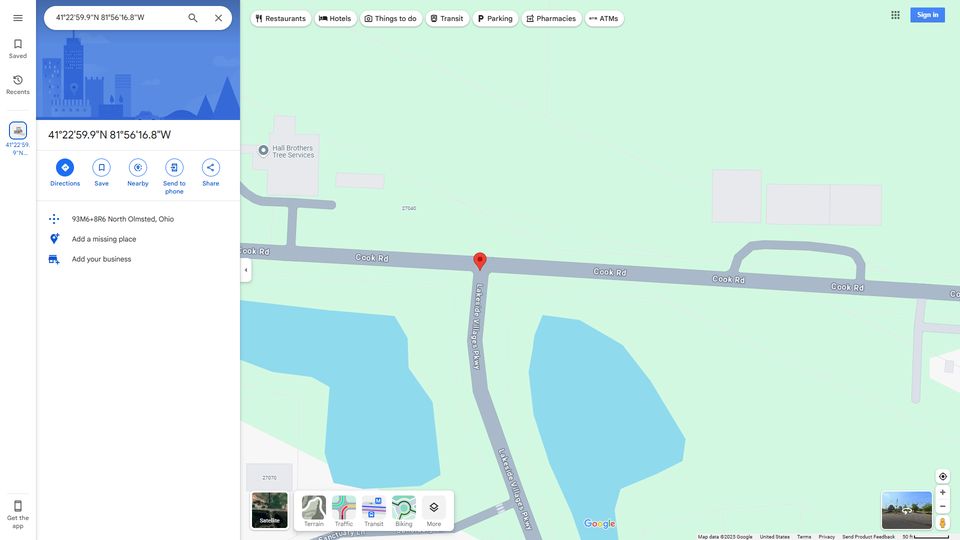 41°22'59.9"N 81°56'16.8"W
Restaurants
Hotels
Things to do
Transit
Parking
Pharmacies
ATMs
Sign in
Saved
Recents
41°22'59.
9"N...
Get the
app
41°22'59.9"N 81°56'16.8"W
Directions
Save
Nearby
Send to
phone
Share
93M6+8R6 North Olmsted, Ohio
Add a missing place
Add your business
Hall Brothers
Tree Services
27040
Cook Rd
Cook Rd
Cook Rd
Cook Rd
Cook Rd
Lakeside Villages Pkwy
Lakeside Villages Pkwy
27070
Sanctuary Ln
Satellite
Terrain
Traffic
Transit
Biking
More
Google
Map data ©2025 Google
United States
Terms
Privacy
Send Product Feedback
50 ft